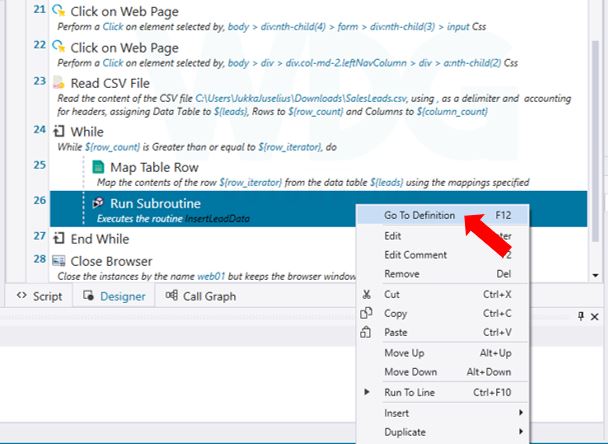 21 Click on Web Page
Perform a Click on element selected by, body > div:nth-child(4) > form > div:nth-child(3) > input Css
22 Click on Web Page
Perform a Click on element selected by, body > div > div.col-md-2.leftNavColumn > div > a:nth-child(2) Css
23 Read CSV File
Read the content of the CSV file C:\Users\JukkaJuselius\Downloads\SalesLeads.csv, using , as a delimiter and accounting
for headers, assigning Data Table to ${leads}, Rows to ${row_count} and Columns to ${column_count}
WDG
24 While
While ${row_count} is Greater than or equal to ${row_iterator}, do
25 Map Table Row
Map the contents of the row ${row_iterator} from the data table ${leads} using the mappings specified
26 Run Subroutine
Executes the routine InsertLeadData
27 End While
28 Close Browser
Close the instances by the name web01 but keeps the browser window
Script Designer Call Graph
Go To Definition F12
Edit
Edit Comment
Remove Del
Cut Ctrl+X
Copy Ctrl+C
Paste Ctrl+V
Move Up Alt+Up
Move Down Alt+Down
Run To Line Ctrl+F10
Insert
Duplicate